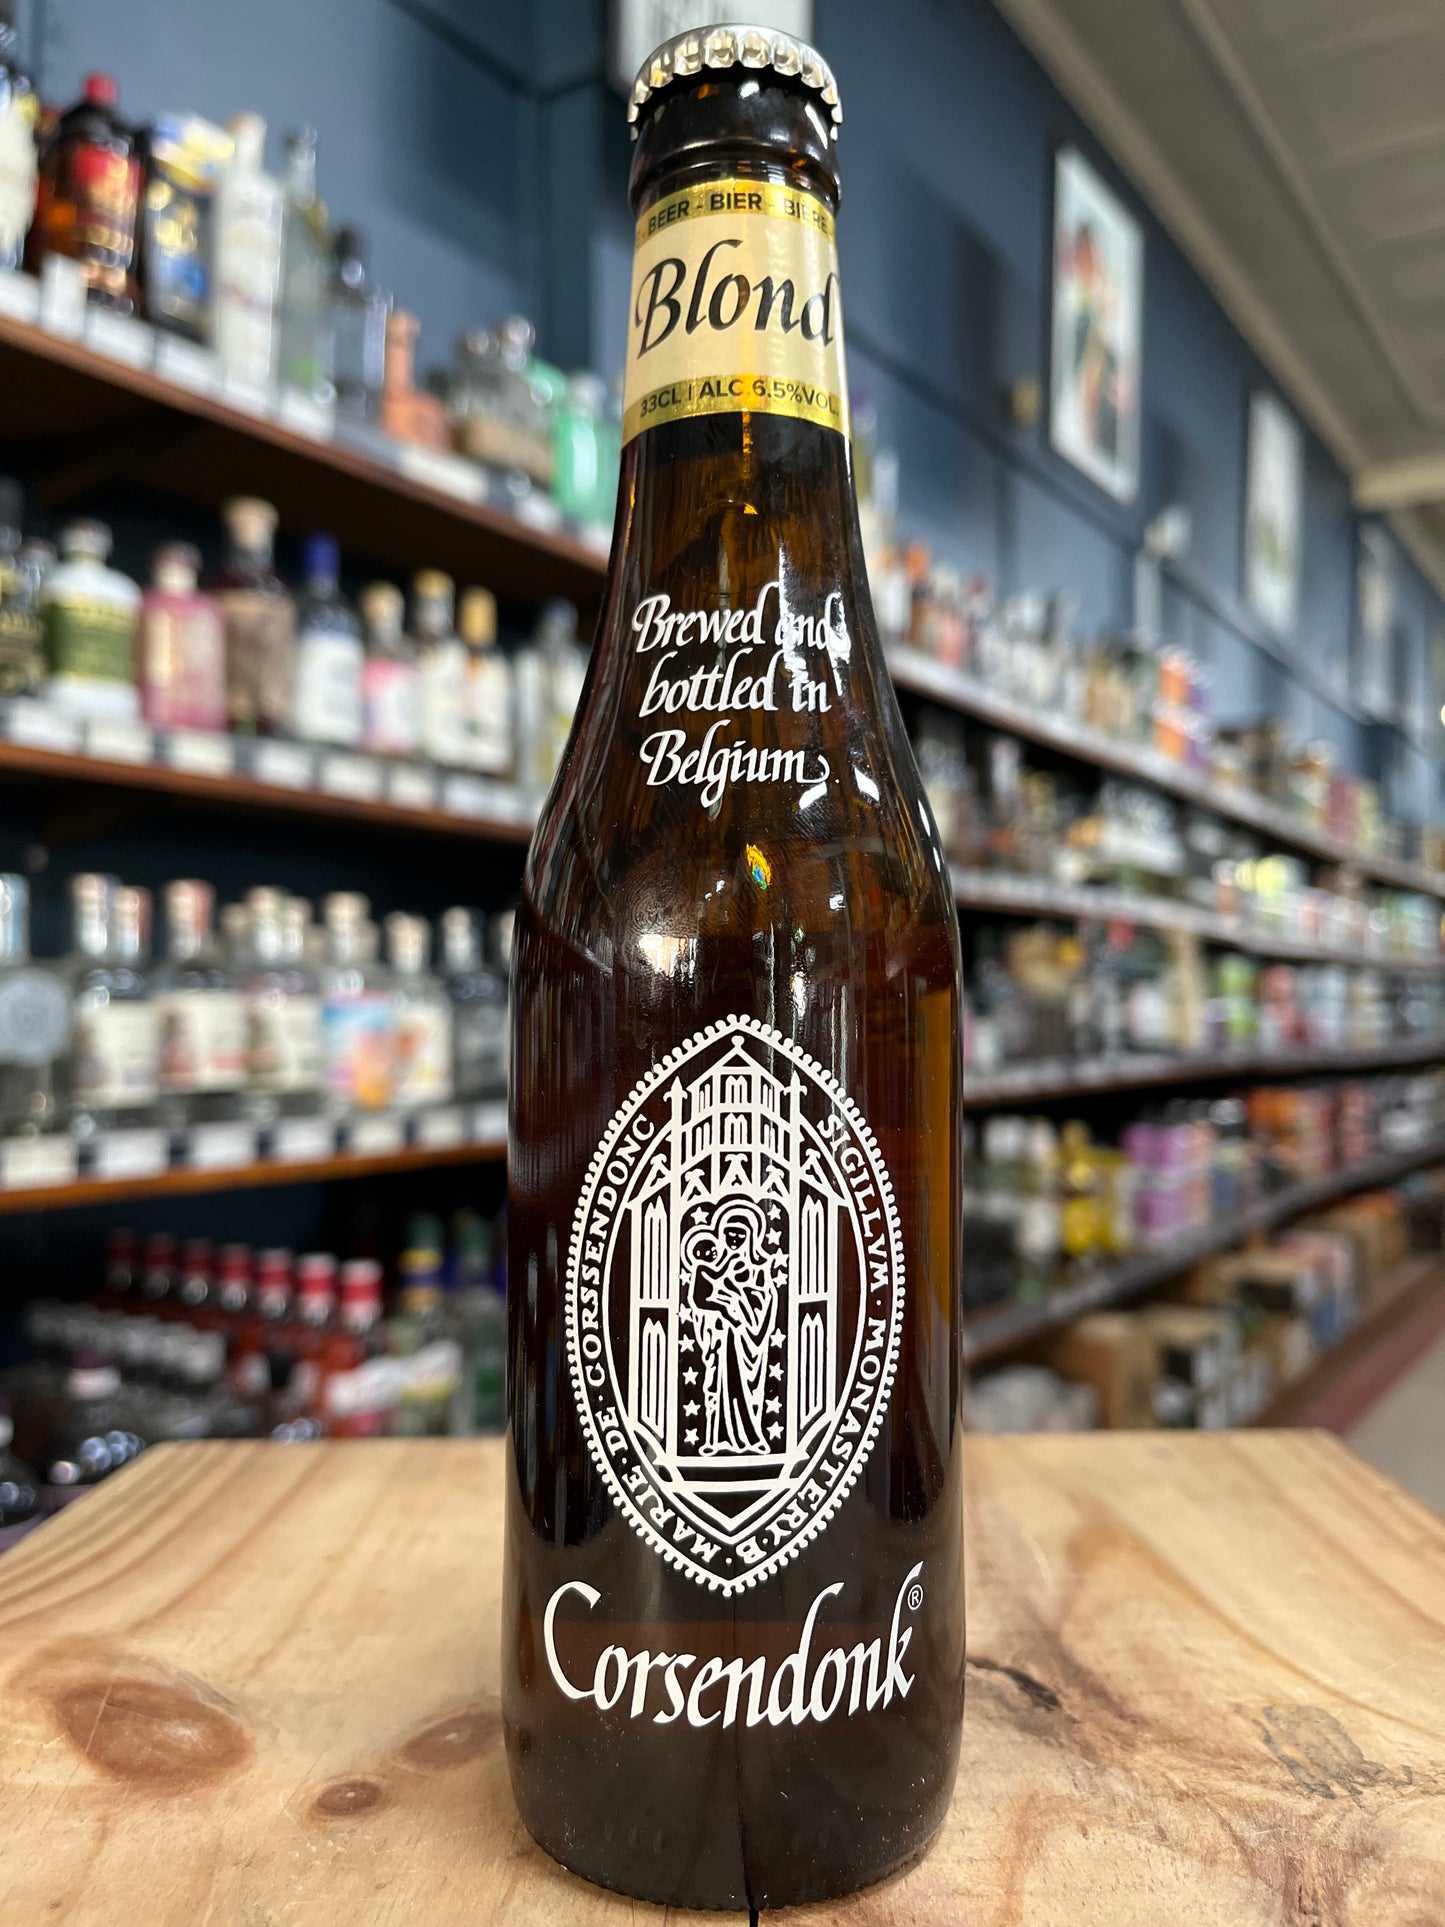 BEER - BIER - BIERE
Blond
33CL | ALC 6.5%VOL.
Brewed and
bottled in
Belgium
SIGILLVM · MONASTERY · B · MARIE · DE · CORSSENDONC
Corsendonk®